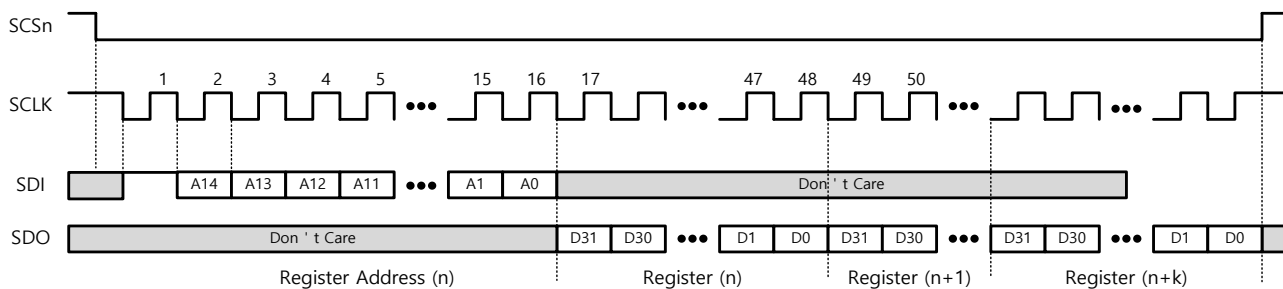 SCSn
1 2 3 4 5 15 16 17 47 48 49 50
SCLK ●●● ●●● ●●● ●●●
SDI A14 A13 A12 A11 ●●● A1 A0 Don ' t Care
SDO Don ' t Care D31 D30 ●●● D1 D0 D31 D30 ●●● D31 D30 ●●● D1 D0
Register Address (n) Register (n) Register (n+1) Register (n+k)